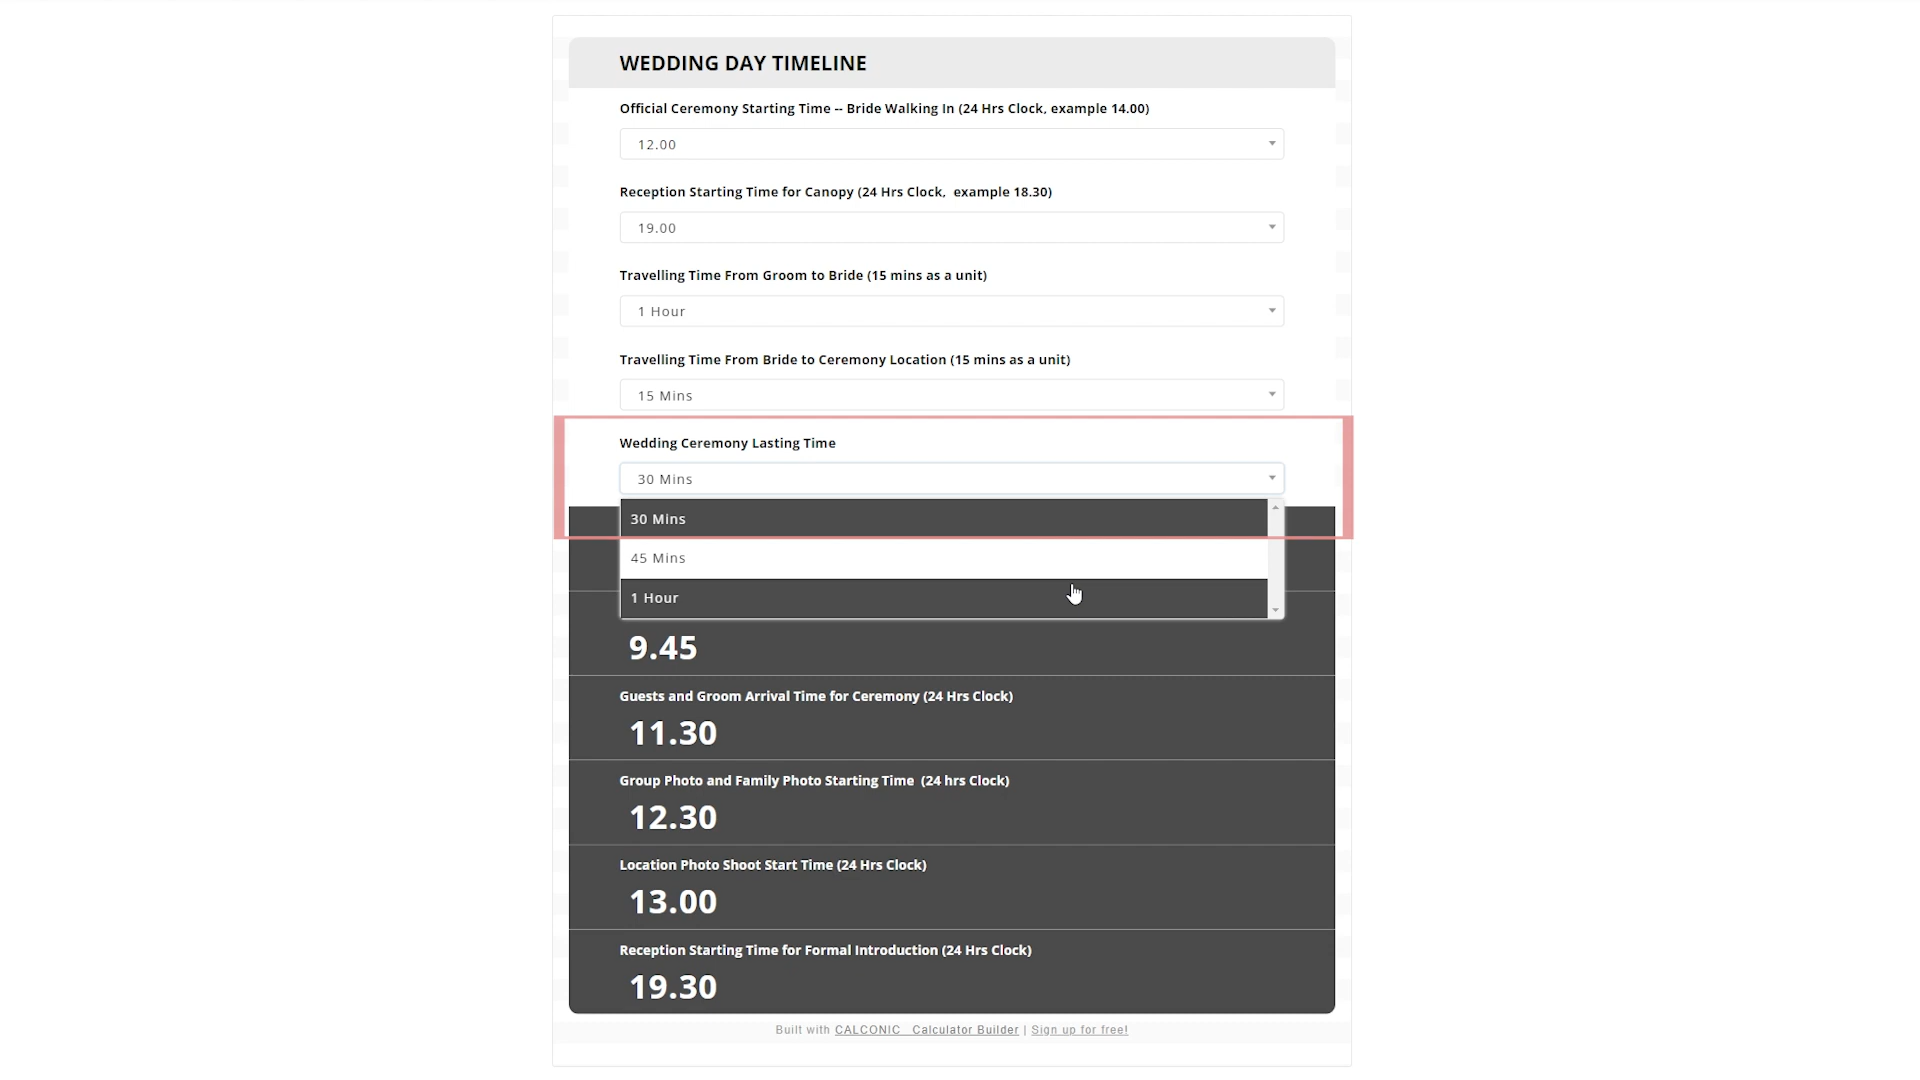 WEDDING DAY TIMELINE
Official Ceremony Starting Time -- Bride Walking In (24 Hrs Clock, example 14.00)
12.00
Reception Starting Time for Canopy (24 Hrs Clock,  example 18.30)
19.00
Travelling Time From Groom to Bride (15 mins as a unit)
1 Hour
Travelling Time From Bride to Ceremony Location (15 mins as a unit)
15 Mins
Wedding Ceremony Lasting Time
30 Mins
30 Mins
45 Mins
1 Hour
9.45
Guests and Groom Arrival Time for Ceremony (24 Hrs Clock)
11.30
Group Photo and Family Photo Starting Time  (24 hrs Clock)
12.30
Location Photo Shoot Start Time (24 Hrs Clock)
13.00
Reception Starting Time for Formal Introduction (24 Hrs Clock)
19.30
Built with CALCONIC_ Calculator Builder | Sign up for free!